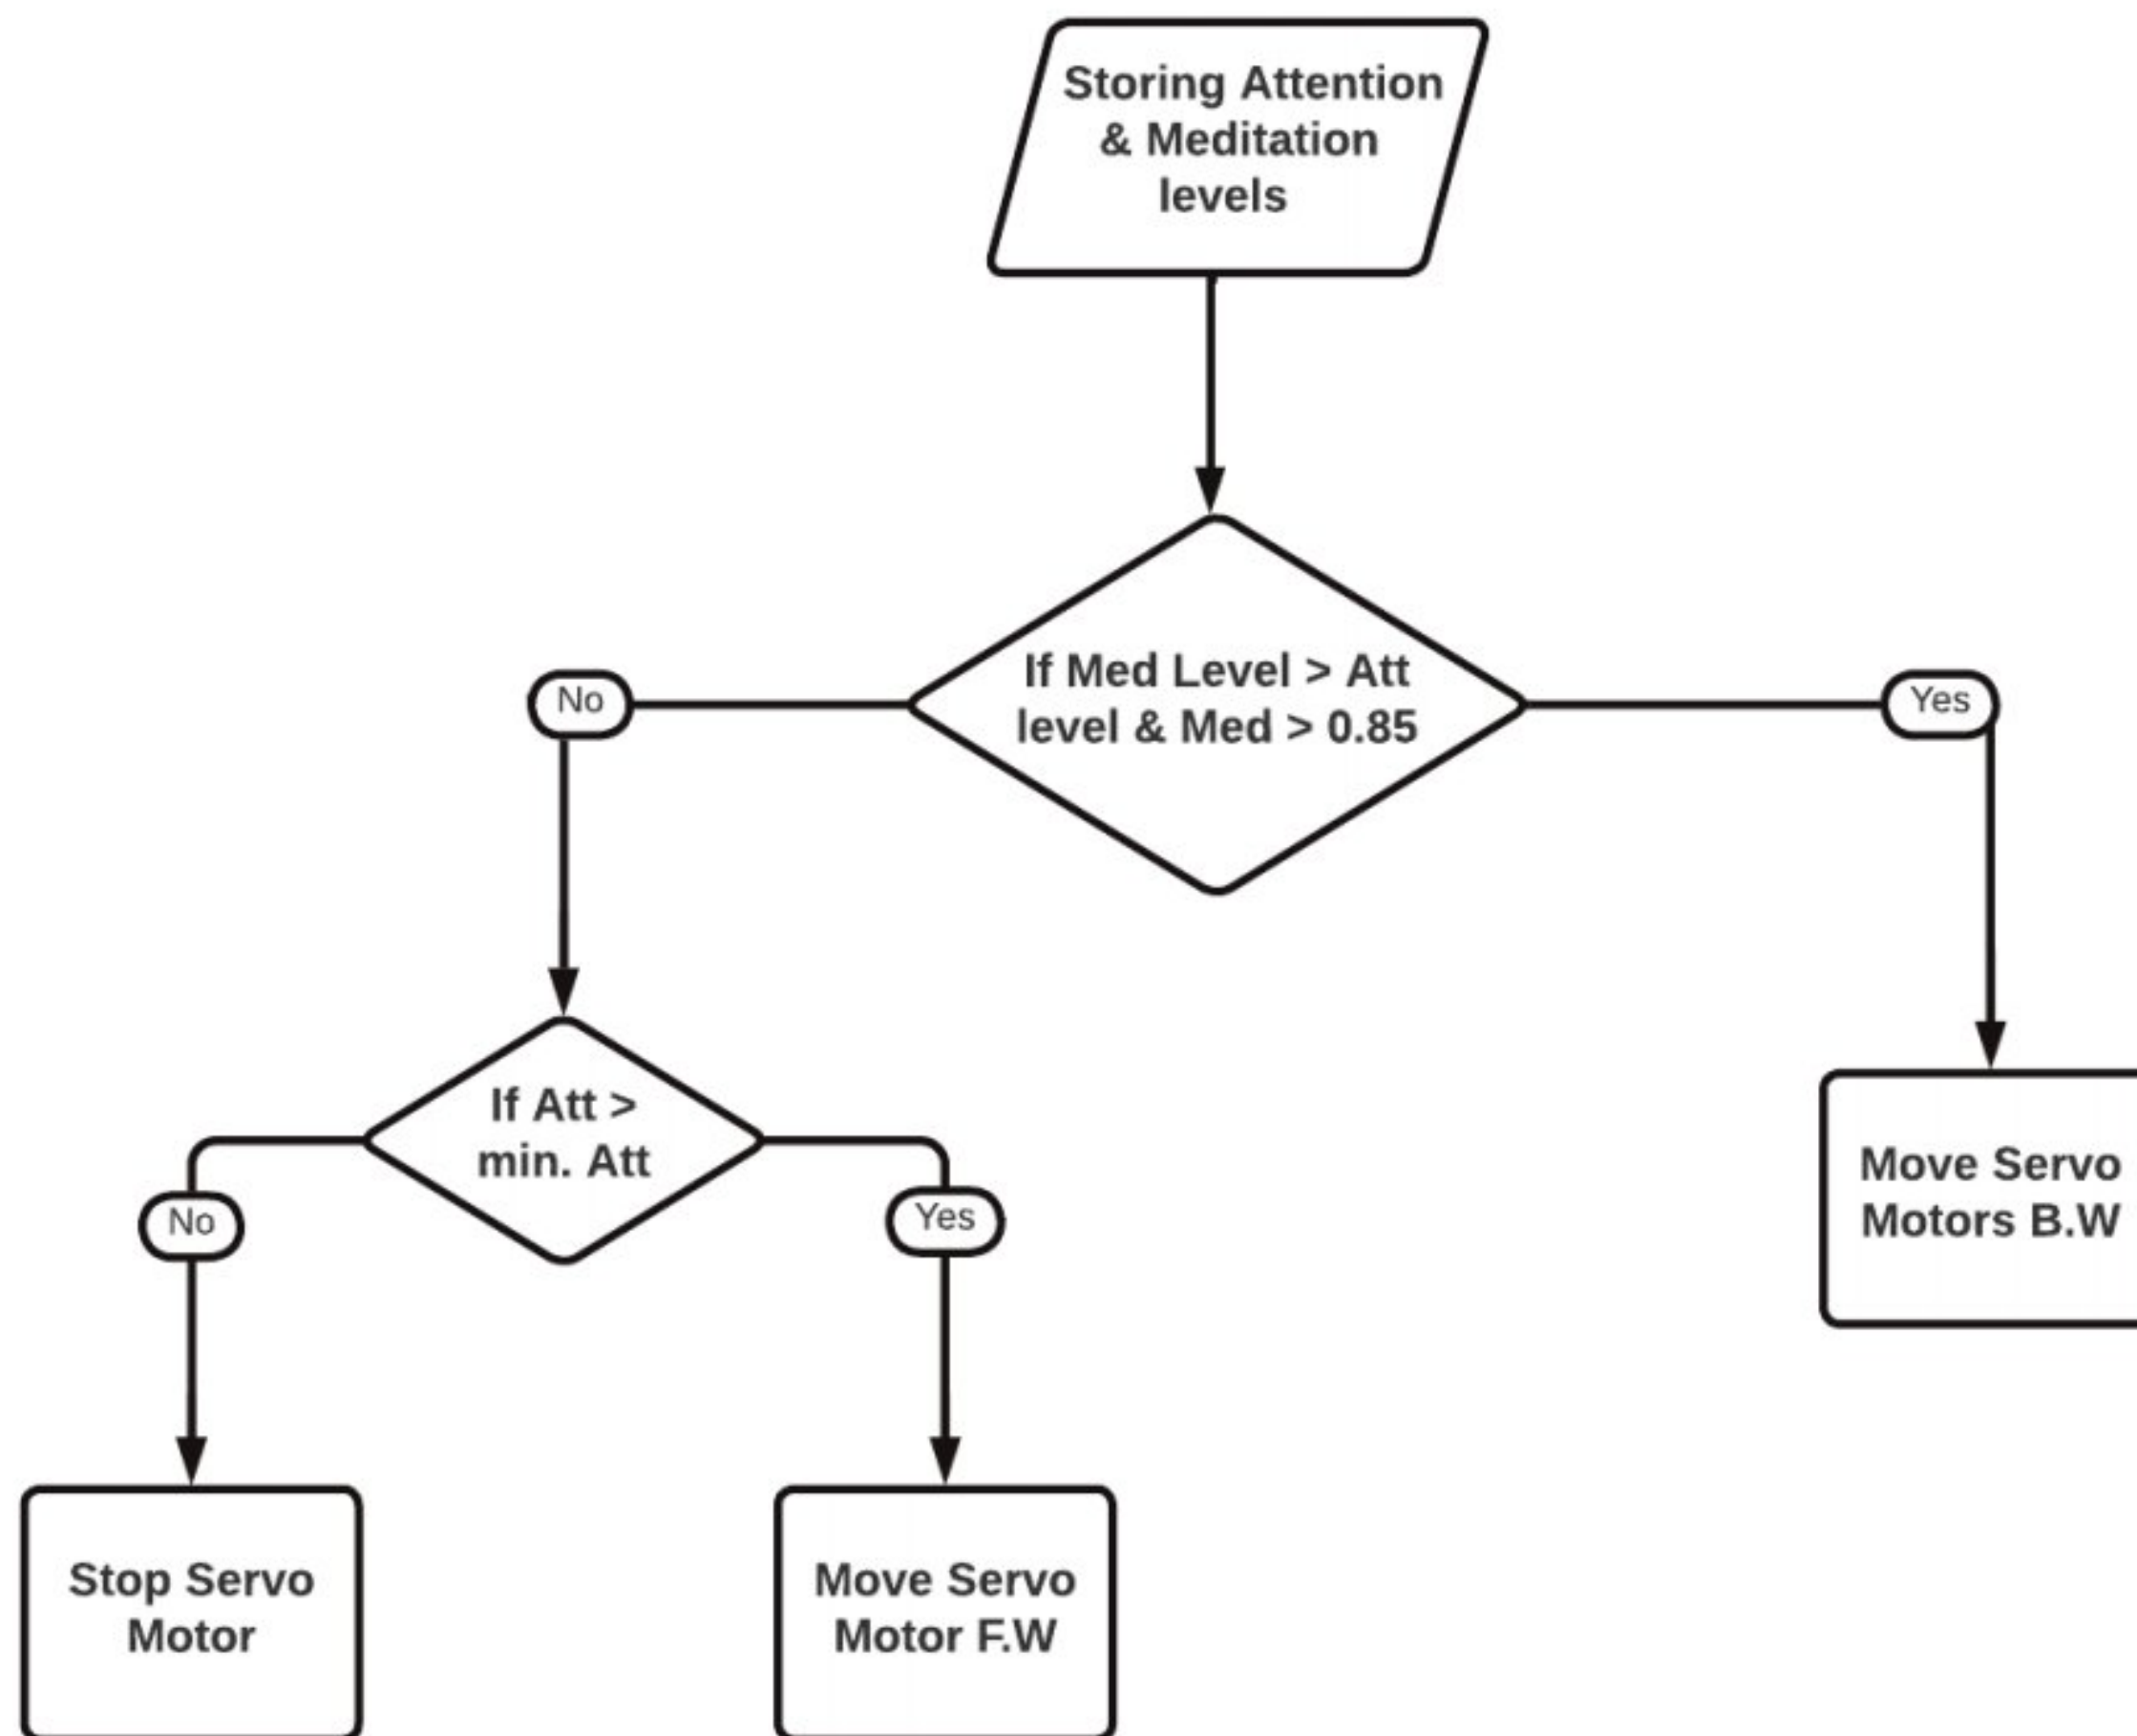 Storing Attention
& Meditation
levels
If Med Level > Att
level & Med > 0.85
No
Yes
If Att >
min. Att
No
Yes
Move Servo
Motors B.W
Stop Servo
Motor
Move Servo
Motor F.W